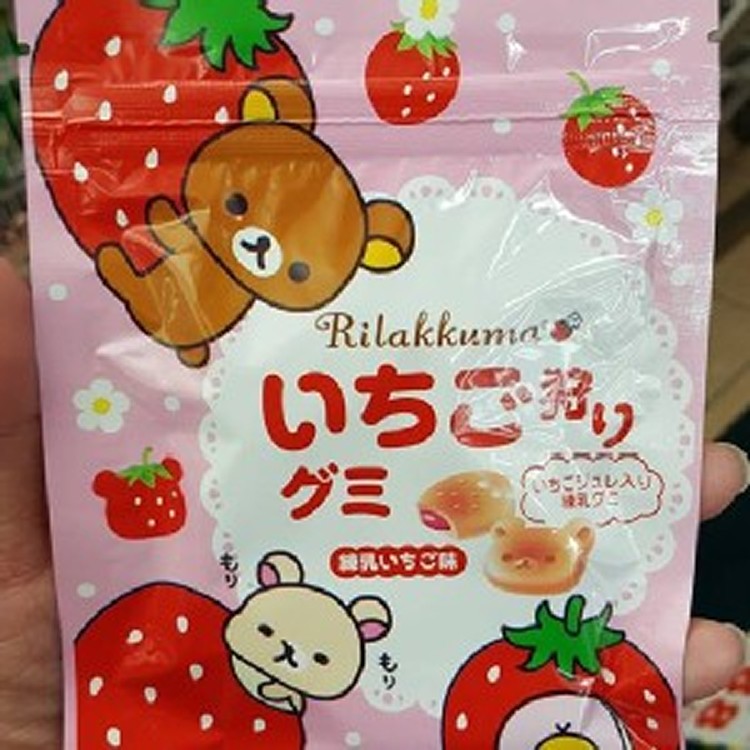 Rilakkuma
いちご狩り
グミ
いちごジュレ入り
練乳グミ
練乳いちご味
もり
もり